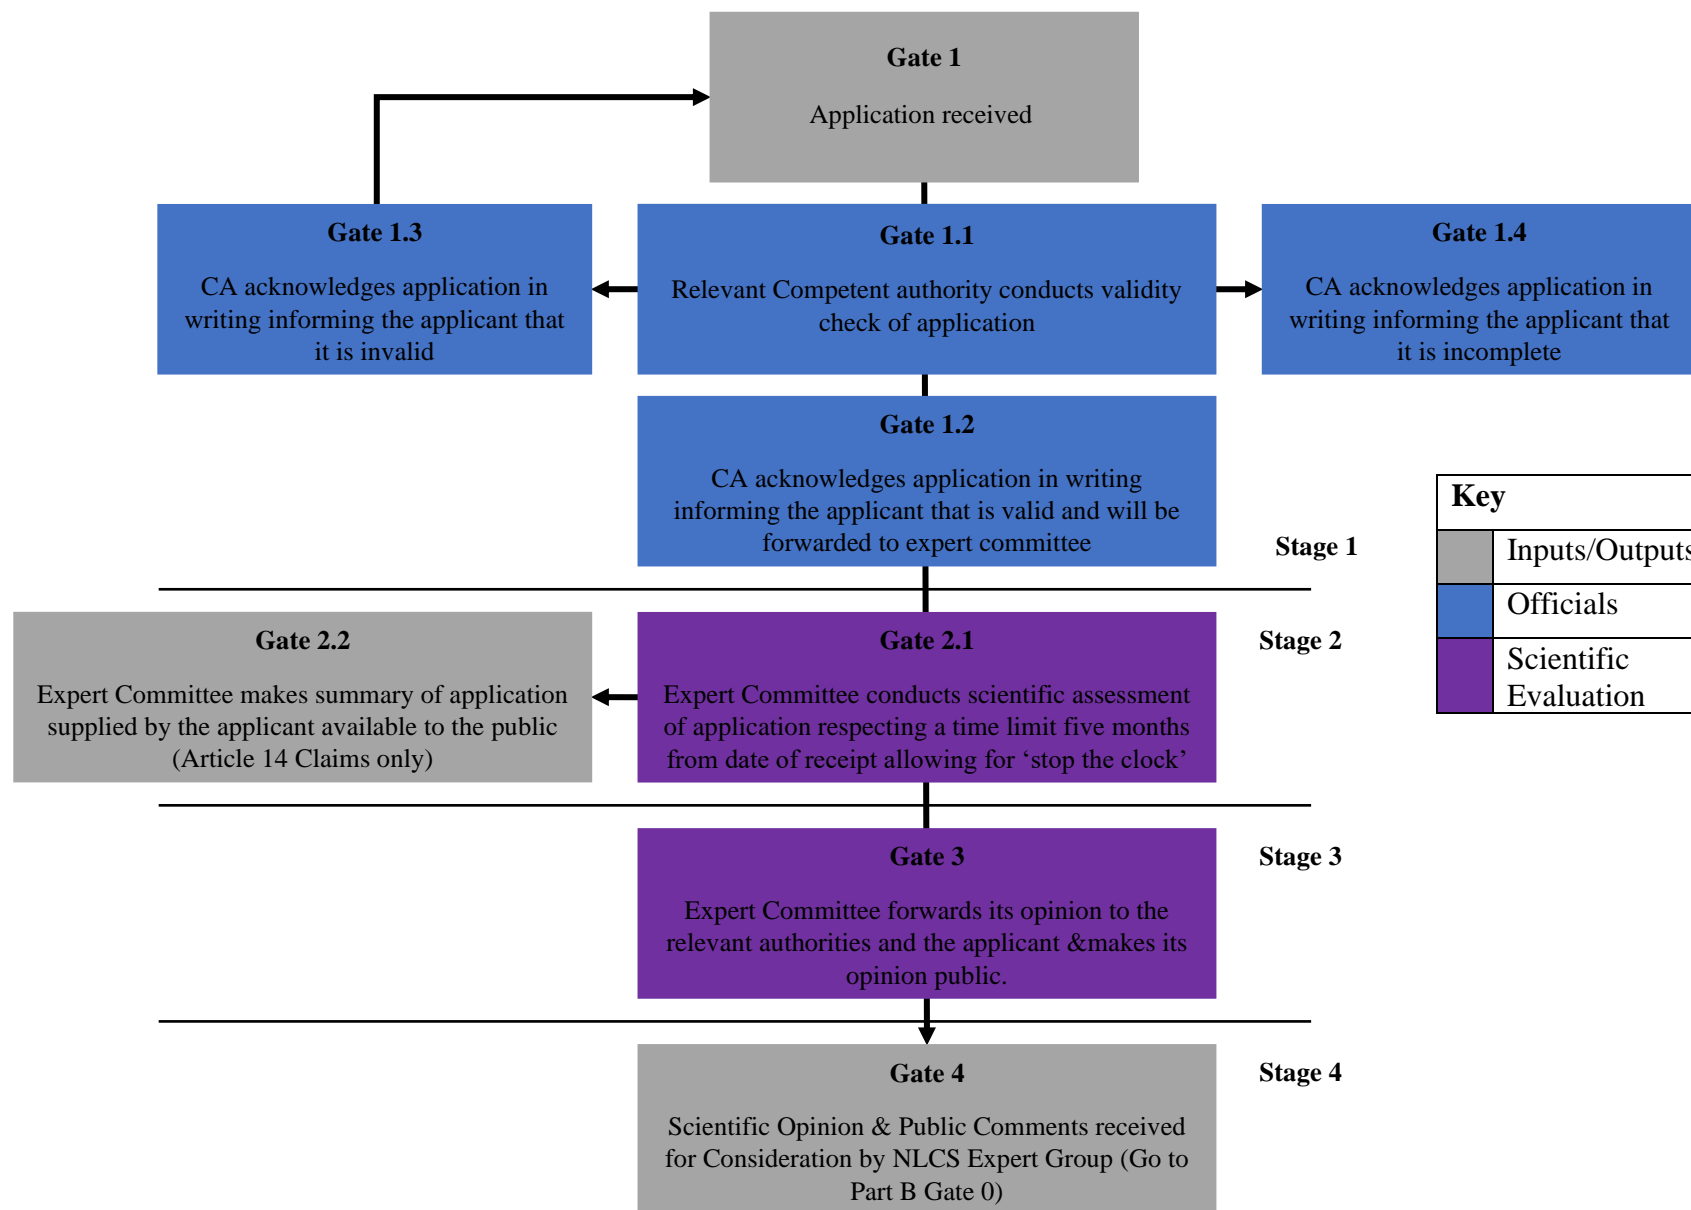 Gate 1
Application received
Gate 1.3
CA acknowledges application in
writing informing the applicant that
it is invalid
Gate 1.1
Relevant Competent authority conducts validity
check of application
Gate 1.4
CA acknowledges application in
writing informing the applicant that
it is incomplete
Gate 1.2
CA acknowledges application in writing
informing the applicant that is valid and will be
forwarded to expert committee
Stage 1
Key
Inputs/Outputs
Officials
Scientific
Evaluation
Gate 2.2
Expert Committee makes summary of application
supplied by the applicant available to the public
(Article 14 Claims only)
Gate 2.1
Expert Committee conducts scientific assessment
of application respecting a time limit five months
from date of receipt allowing for ‘stop the clock’
Stage 2
Gate 3
Expert Committee forwards its opinion to the
relevant authorities and the applicant &makes its
opinion public.
Stage 3
Gate 4
Scientific Opinion & Public Comments received
for Consideration by NLCS Expert Group (Go to
Part B Gate 0)
Stage 4